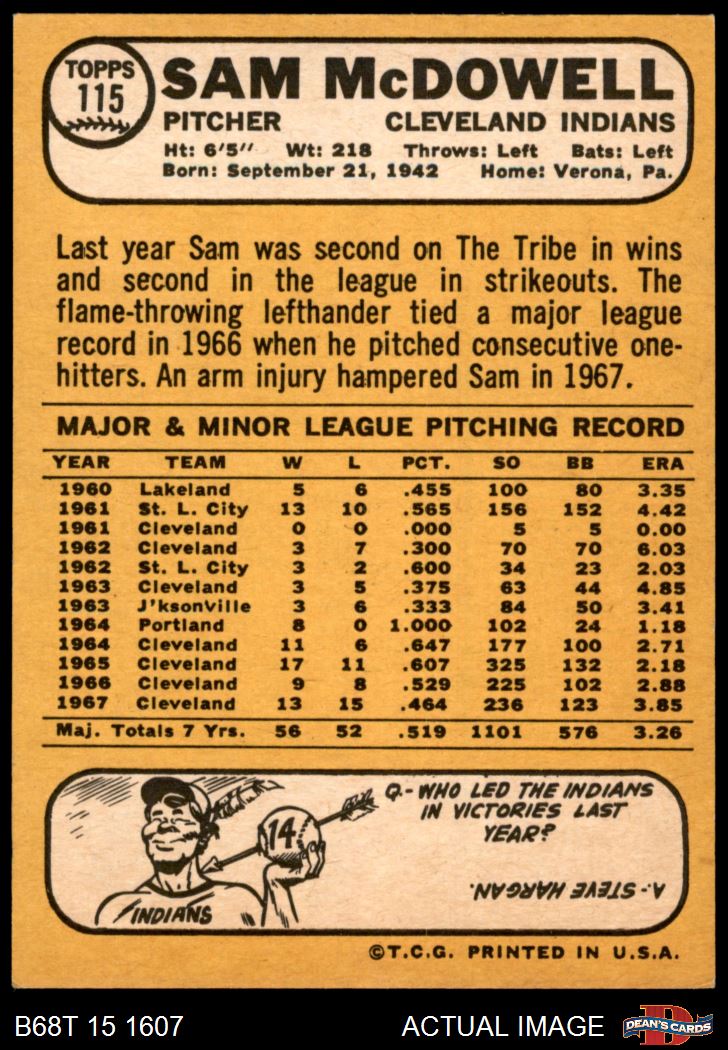 TOPPS
115
SAM McDOWELL
PITCHER CLEVELAND INDIANS
Ht: 6'5" Wt: 218 Throws: Left Bats: Left
Born: September 21, 1942 Home: Verona, Pa.
Last year Sam was second on The Tribe in wins
and second in the league in strikeouts. The
flame-throwing lefthander tied a major league
record in 1966 when he pitched consecutive one-
hitters. An arm injury hampered Sam in 1967.
MAJOR & MINOR LEAGUE PITCHING RECORD
YEAR TEAM W L PCT. SO BB ERA
1960 Lakeland 5 6 .455 100 80 3.35
1961 St. L. City 13 10 .565 156 152 4.42
1961 Cleveland 0 0 .000 5 5 0.00
1962 Cleveland 3 7 .300 70 70 6.03
1962 St. L. City 3 2 .600 34 23 2.03
1963 Cleveland 3 5 .375 63 44 4.85
1963 J'ksonville 3 6 .333 84 50 3.41
1964 Portland 8 0 1.000 102 24 1.18
1964 Cleveland 11 6 .647 177 100 2.71
1965 Cleveland 17 11 .607 325 132 2.18
1966 Cleveland 9 8 .529 225 102 2.88
1967 Cleveland 13 15 .464 236 123 3.85
Maj. Totals 7 Yrs. 56 52 .519 1101 576 3.26
14
INDIANS
Q.- WHO LED THE INDIANS
IN VICTORIES LAST
YEAR?
A.- STEVE HARGAN.
©T.C.G. PRINTED IN U.S.A.
B68T 15 1607 ACTUAL IMAGE
D
DEAN'S CARDS